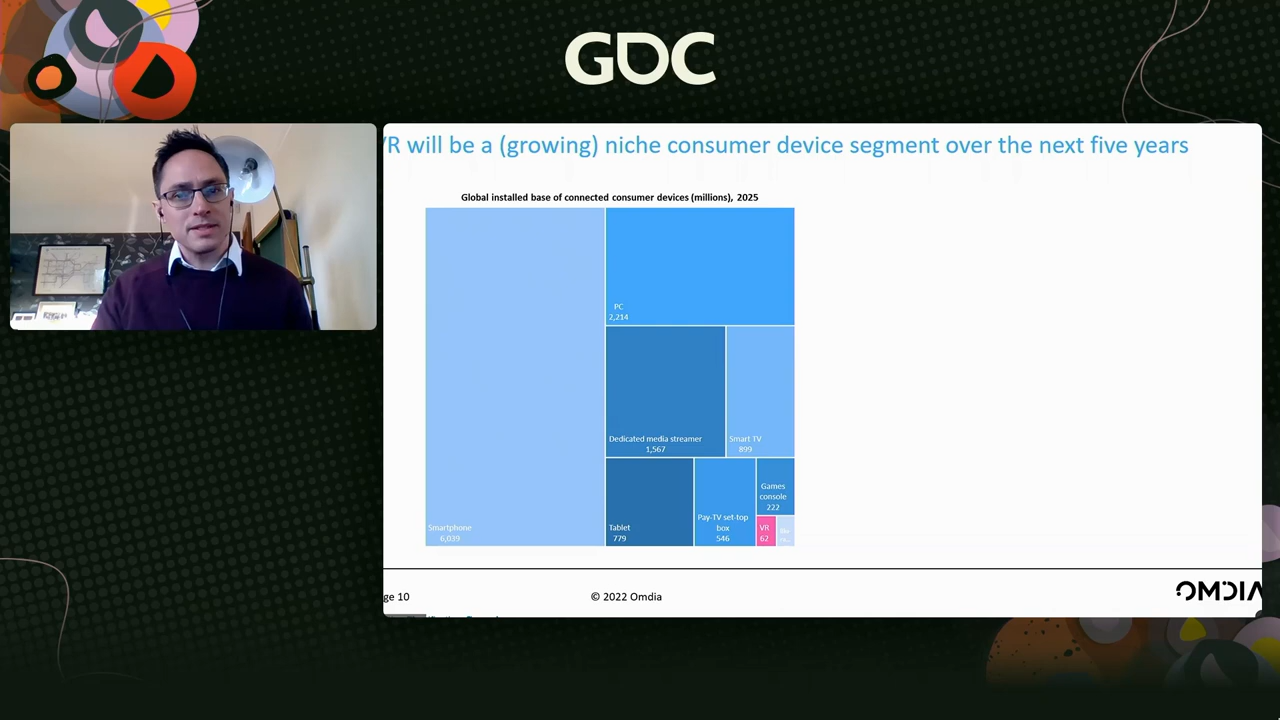 GDC
VR will be a (growing) niche consumer device segment over the next five years
Global installed base of connected consumer devices (millions), 2025
PC
2,214
Dedicated media streamer
1,567
Smart TV
899
Games
console
222
Smartphone
6,039
Tablet
779
Pay-TV set-top
box
546
VR
62
ge 10
© 2022 Omdia
OMDIA